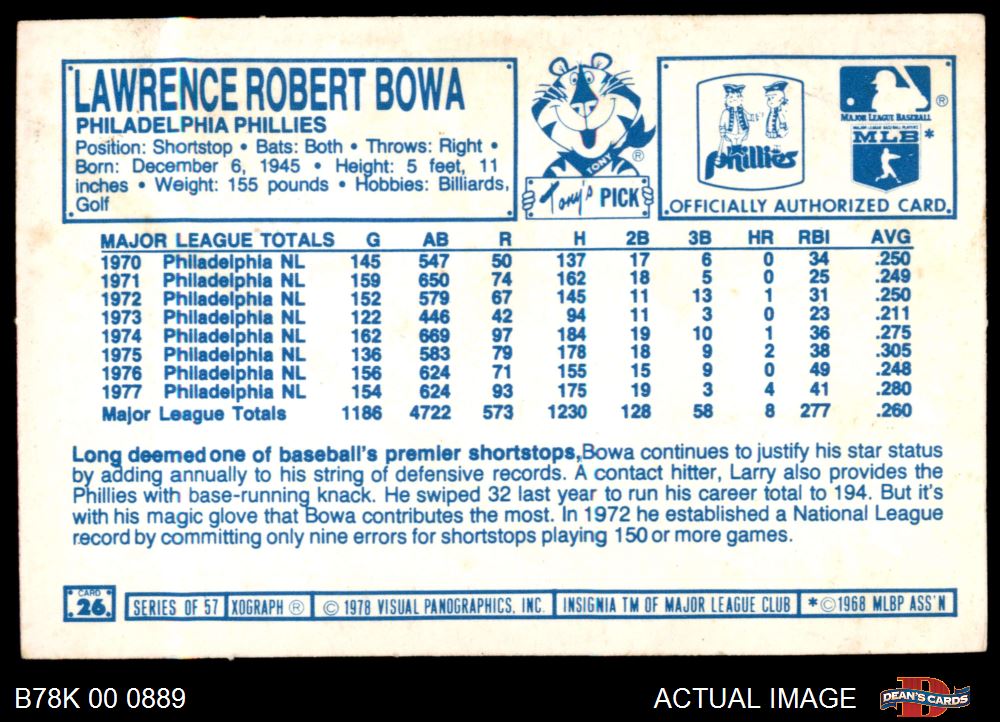 LAWRENCE ROBERT BOWA
PHILADELPHIA PHILLIES
Position: Shortstop • Bats: Both • Throws: Right •
Born: December 6, 1945 • Height: 5 feet, 11
inches • Weight: 155 pounds • Hobbies: Billiards,
Golf
TONY
®
Tony's PICK
Phillies
®
MAJOR LEAGUE BASEBALL
MAJOR LEAGUE BASEBALL PLAYERS
MLB *
OFFICIALLY AUTHORIZED CARD.
MAJOR LEAGUE TOTALS G AB R H 2B 3B HR RBI AVG
1970 Philadelphia NL 145 547 50 137 17 6 0 34 .250
1971 Philadelphia NL 159 650 74 162 18 5 0 25 .249
1972 Philadelphia NL 152 579 67 145 11 13 1 31 .250
1973 Philadelphia NL 122 446 42 94 11 3 0 23 .211
1974 Philadelphia NL 162 669 97 184 19 10 1 36 .275
1975 Philadelphia NL 136 583 79 178 18 9 2 38 .305
1976 Philadelphia NL 156 624 71 155 15 9 0 49 .248
1977 Philadelphia NL 154 624 93 175 19 3 4 41 .280
Major League Totals 1186 4722 573 1230 128 58 8 277 .260
Long deemed one of baseball's premier shortstops, Bowa continues to justify his star status
by adding annually to his string of defensive records. A contact hitter, Larry also provides the
Phillies with base-running knack. He swiped 32 last year to run his career total to 194. But it's
with his magic glove that Bowa contributes the most. In 1972 he established a National League
record by committing only nine errors for shortstops playing 150 or more games.
CARD
26
SERIES OF 57 XOGRAPH ® © 1978 VISUAL PANOGRAPHICS, INC. INSIGNIA TM OF MAJOR LEAGUE CLUB *©1968 MLBP ASS'N
B78K 00 0889 ACTUAL IMAGE DEAN'S CARDS